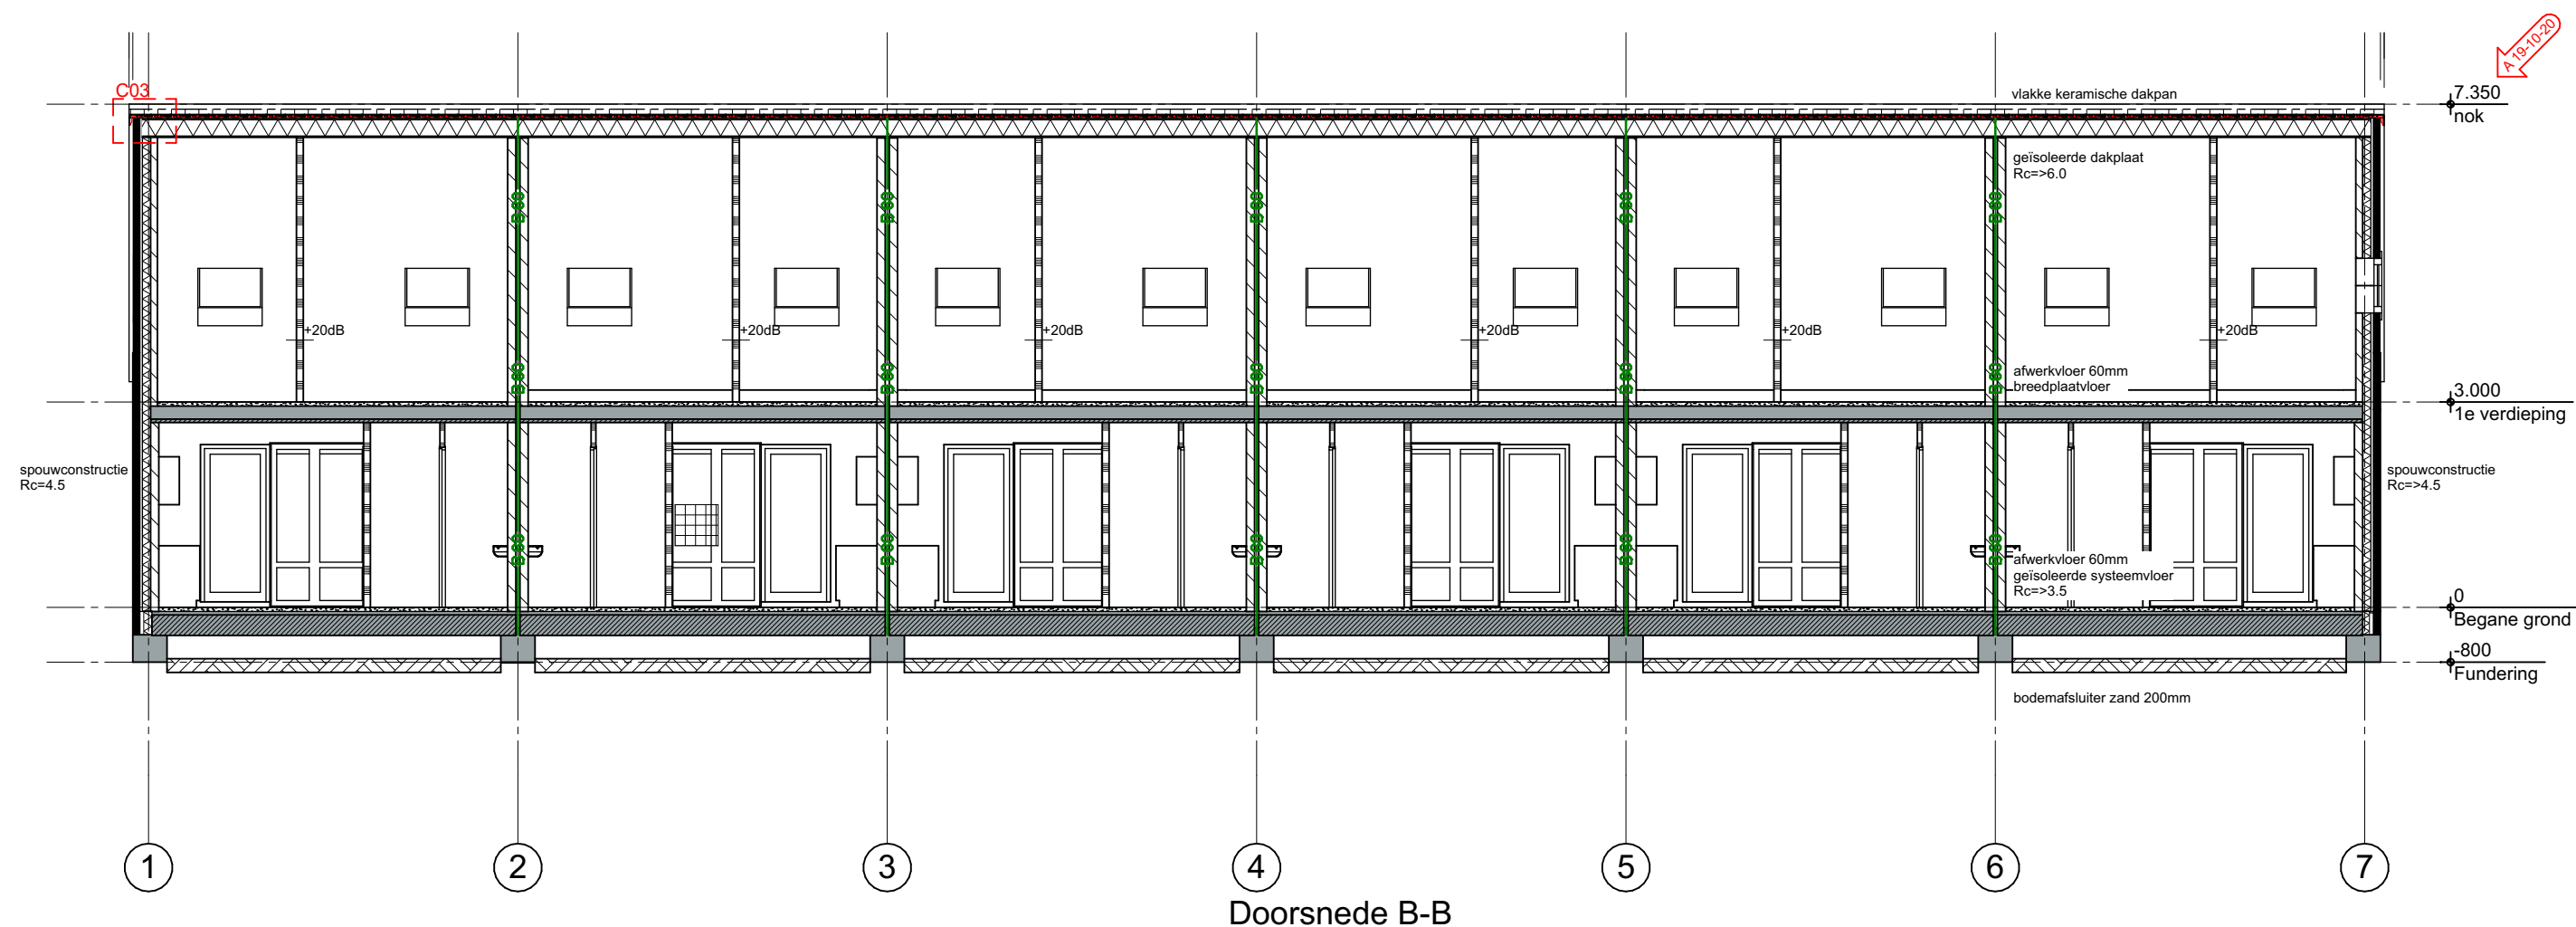 A 19-10-20
C03
vlakke keramische dakpan
7.350
nok
geïsoleerde dakplaat
Rc=>6.0
+20dB
+20dB
+20dB
+20dB
+20dB
+20dB
afwerkvloer 60mm
breedplaatvloer
3.000
1e verdieping
spouwconstructie
Rc=4.5
spouwconstructie
Rc=>4.5
afwerkvloer 60mm
geïsoleerde systeemvloer
Rc=>3.5
0
Begane grond
-800
Fundering
bodemafsluiter zand 200mm
1
2
3
4
5
6
7
Doorsnede B-B